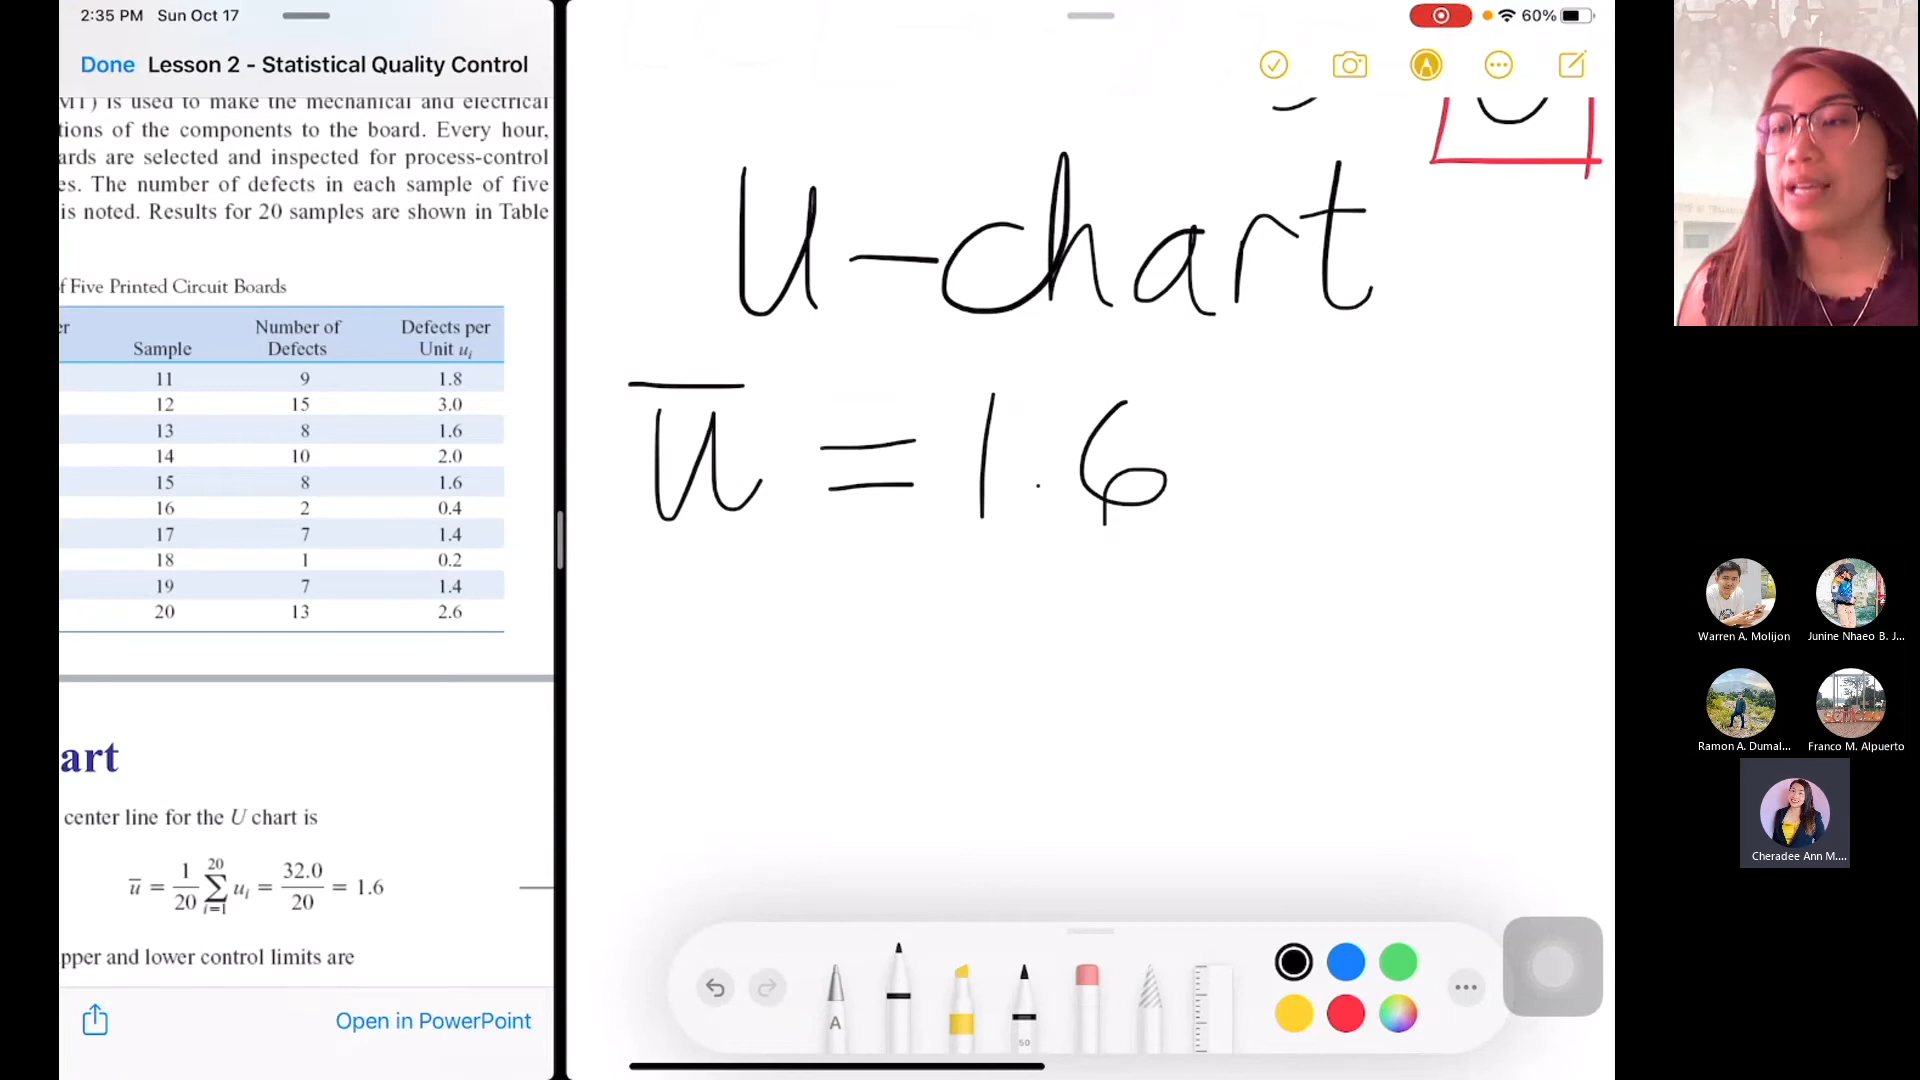 2:35 PM Sun Oct 17
60%
Done Lesson 2 - Statistical Quality Control
MT) is used to make the mechanical and electrical
tions of the components to the board. Every hour,
ards are selected and inspected for process-control
es. The number of defects in each sample of five
is noted. Results for 20 samples are shown in Table
f Five Printed Circuit Boards
er Sample Number of Defects Defects per Unit uᵢ
11 9 1.8
12 15 3.0
13 8 1.6
14 10 2.0
15 8 1.6
16 2 0.4
17 7 1.4
18 1 0.2
19 7 1.4
20 13 2.6
art
center line for the U chart is
u̅ = 1/20 ∑ᵢ₌₁²⁰ uᵢ = 32.0/20 = 1.6
pper and lower control limits are
Open in PowerPoint
U-chart
u̅ = 1.6
A
50
Warren A. Molijon
Junine Nhaeo B. J...
Ramon A. Dumal...
Franco M. Alpuerto
Cheradee Ann M....